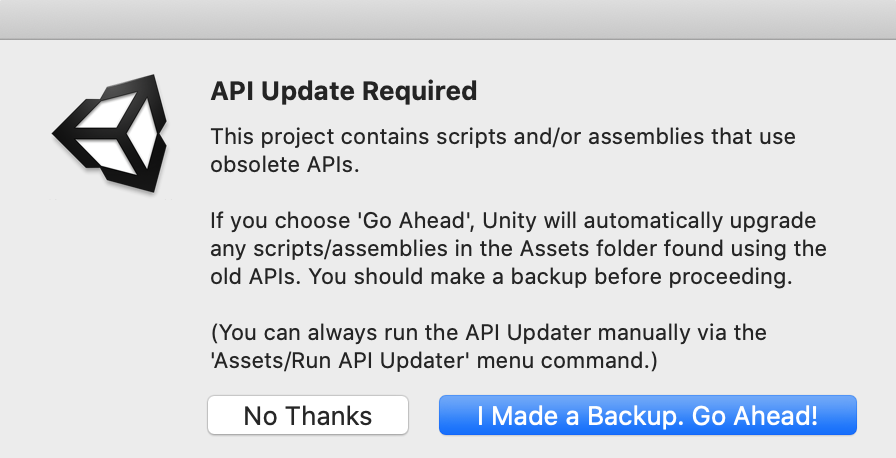 API Update Required
This project contains scripts and/or assemblies that use
obsolete APIs.
If you choose 'Go Ahead', Unity will automatically upgrade
any scripts/assemblies in the Assets folder found using the
old APIs. You should make a backup before proceeding.
(You can always run the API Updater manually via the
'Assets/Run API Updater' menu command.)
No Thanks
I Made a Backup. Go Ahead!